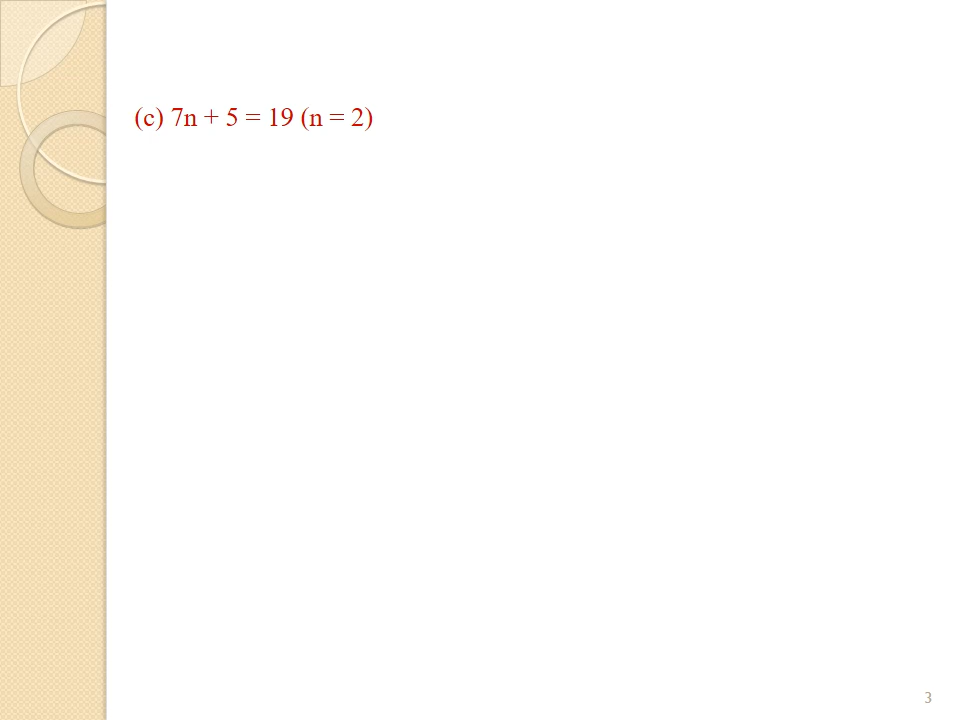 (c) 7n + 5 = 19 (n = 2)
3